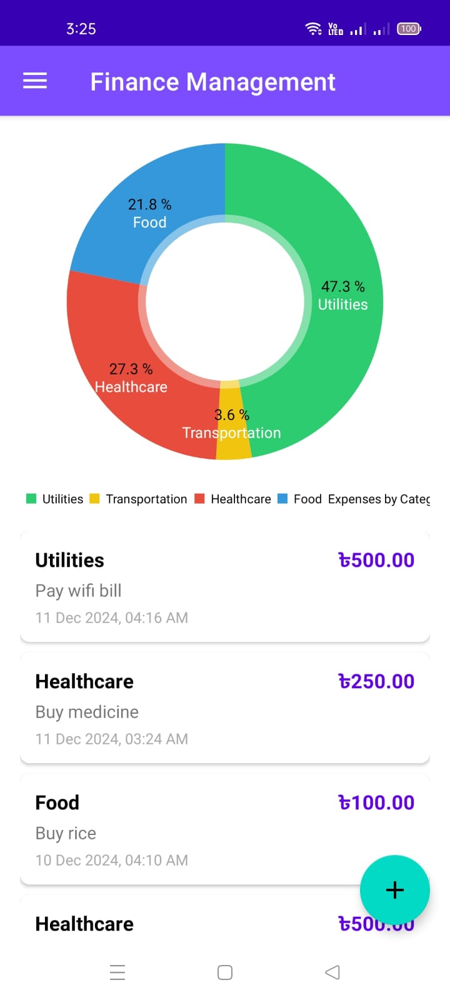 3:25 Vo LTED 100
Finance Management
21.8 %
Food
47.3 %
Utilities
27.3 %
Healthcare
3.6 %
Transportation
Utilities Transportation Healthcare Food Expenses by Categ
Utilities ৳500.00
Pay wifi bill
11 Dec 2024, 04:16 AM
Healthcare ৳250.00
Buy medicine
11 Dec 2024, 03:24 AM
Food ৳100.00
Buy rice
10 Dec 2024, 04:10 AM
+
Healthcare ৳500.00